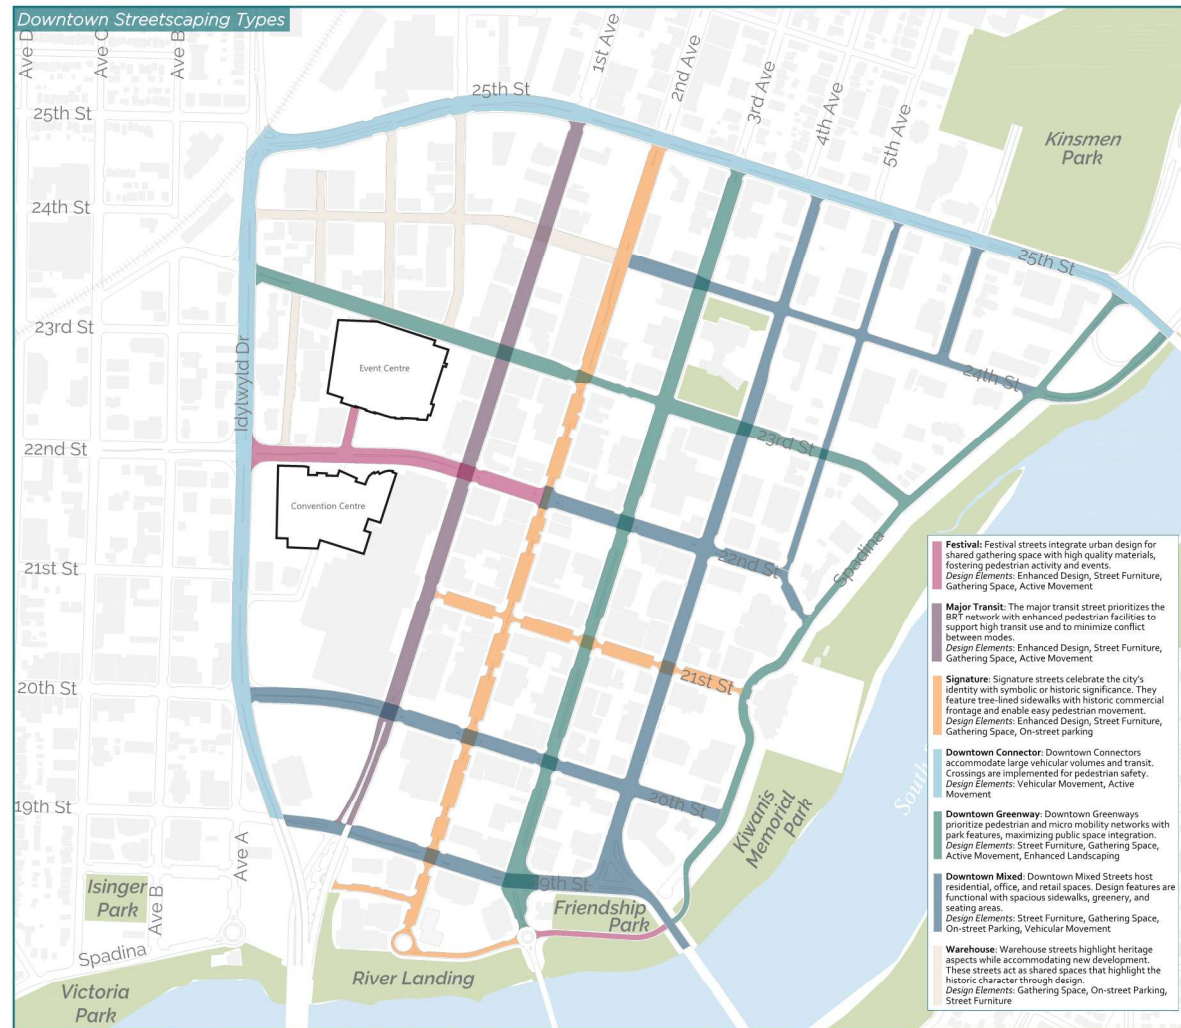 Downtown Streetscaping Types
Ave D
Ave C
Ave B
1st Ave
2nd Ave
3rd Ave
4th Ave
5th Ave
25th St
25th St
Kinsmen
Park
24th St
25th St
23rd St
Idylwyld Dr
Event Centre
24th St
22nd St
23rd St
Convention Centre
22nd St
Spadina
21st St
21st St
20th St
20th St
19th St
Kiwanis
Memorial
Park
South
Ave A
Isinger
Park
Ave B
9th St
Friendship
Park
Spadina
River Landing
Victoria
Park
Festival: Festival streets integrate urban design for
shared gathering space with high quality materials,
fostering pedestrian activity and events.
Design Elements: Enhanced Design, Street Furniture,
Gathering Space, Active Movement
Major Transit: The major transit street prioritizes the
BRT network with enhanced pedestrian facilities to
support high transit use and to minimize conflict
between modes.
Design Elements: Enhanced Design, Street Furniture,
Gathering Space, Active Movement
Signature: Signature streets celebrate the city's
identity with symbolic or historic significance. They
feature tree-lined sidewalks with historic commercial
frontage and enable easy pedestrian movement.
Design Elements: Enhanced Design, Street Furniture,
Gathering Space, On-street parking
Downtown Connector: Downtown Connectors
accommodate large vehicular volumes and transit.
Crossings are implemented for pedestrian safety.
Design Elements: Vehicular Movement, Active
Movement
Downtown Greenway: Downtown Greenways
prioritize pedestrian and micro mobility networks with
park features, maximizing public space integration.
Design Elements: Street Furniture, Gathering Space,
Active Movement, Enhanced Landscaping
Downtown Mixed: Downtown Mixed Streets host
residential, office, and retail spaces. Design features are
functional with spacious sidewalks, greenery, and
seating areas.
Design Elements: Street Furniture, Gathering Space,
On-street Parking, Vehicular Movement
Warehouse: Warehouse streets highlight heritage
aspects while accommodating new development.
These streets act as shared spaces that highlight the
historic character through design.
Design Elements: Gathering Space, On-street Parking,
Street Furniture